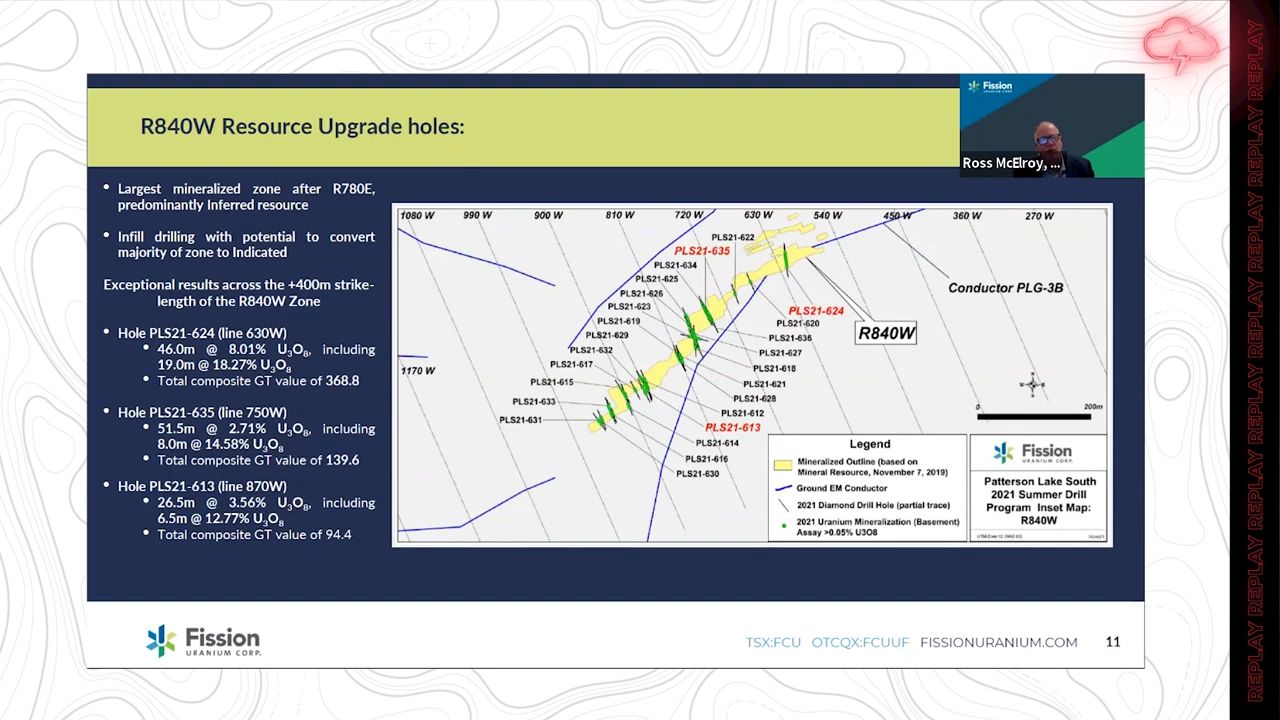 R840W Resource Upgrade holes:
Fission
URANIUM CORP.
Ross McElroy, ...
• Largest mineralized zone after R780E,
predominantly Inferred resource
• Infill drilling with potential to convert
majority of zone to Indicated
Exceptional results across the +400m strike-
length of the R840W Zone
• Hole PLS21-624 (line 630W)
• 46.0m @ 8.01% U3O8, including
19.0m @ 18.27% U3O8
• Total composite GT value of 368.8
• Hole PLS21-635 (line 750W)
• 51.5m @ 2.71% U3O8, including
8.0m @ 14.58% U3O8
• Total composite GT value of 139.6
• Hole PLS21-613 (line 870W)
• 26.5m @ 3.56% U3O8, including
6.5m @ 12.77% U3O8
• Total composite GT value of 94.4
1080 W 990 W 900 W 810 W 720 W 630 W 540 W 450 W 360 W 270 W
1170 W
PLS21-622
PLS21-635
PLS21-634
PLS21-625
PLS21-626
PLS21-623
PLS21-619
PLS21-629
PLS21-632
PLS21-617
PLS21-615
PLS21-633
PLS21-631
PLS21-624
PLS21-620
PLS21-636
PLS21-627
PLS21-618
PLS21-621
PLS21-628
PLS21-612
PLS21-613
PLS21-614
PLS21-616
PLS21-630
Conductor PLG-3B
R840W
N
W E
S
0 200m
Legend
Mineralized Outline (based on
Mineral Resource, November 7, 2019)
Ground EM Conductor
2021 Diamond Drill Hole (partial trace)
2021 Uranium Mineralization (Basement)
Assay >0.05% U3O8
Fission
URANIUM CORP.
Patterson Lake South
2021 Summer Drill
Program Inset Map:
R840W
Fission
URANIUM CORP.
TSX:FCU OTCQX:FCUUF FISSIONURANIUM.COM 11
REPLAY REPLAY REPLAY REPLAY REPLAY REPLAY REPLAY REPLAY